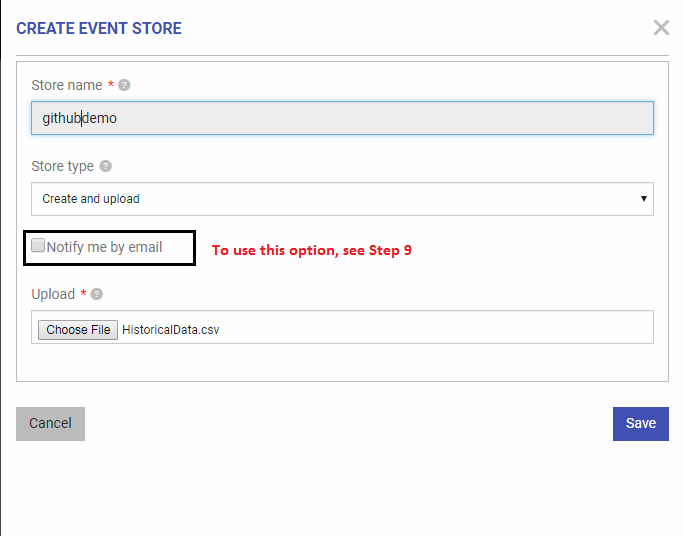 CREATE EVENT STORE
Store name *
githubdemo
Store type
Create and upload
Notify me by email
To use this option, see Step 9
Upload *
Choose File HistoricalData.csv
Cancel
Save